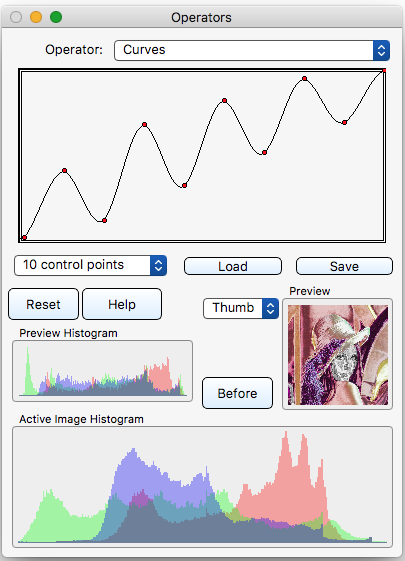 Operators
Operator: Curves
10 control points
Load
Save
Reset
Help
Thumb
Preview
Preview Histogram
Before
Active Image Histogram